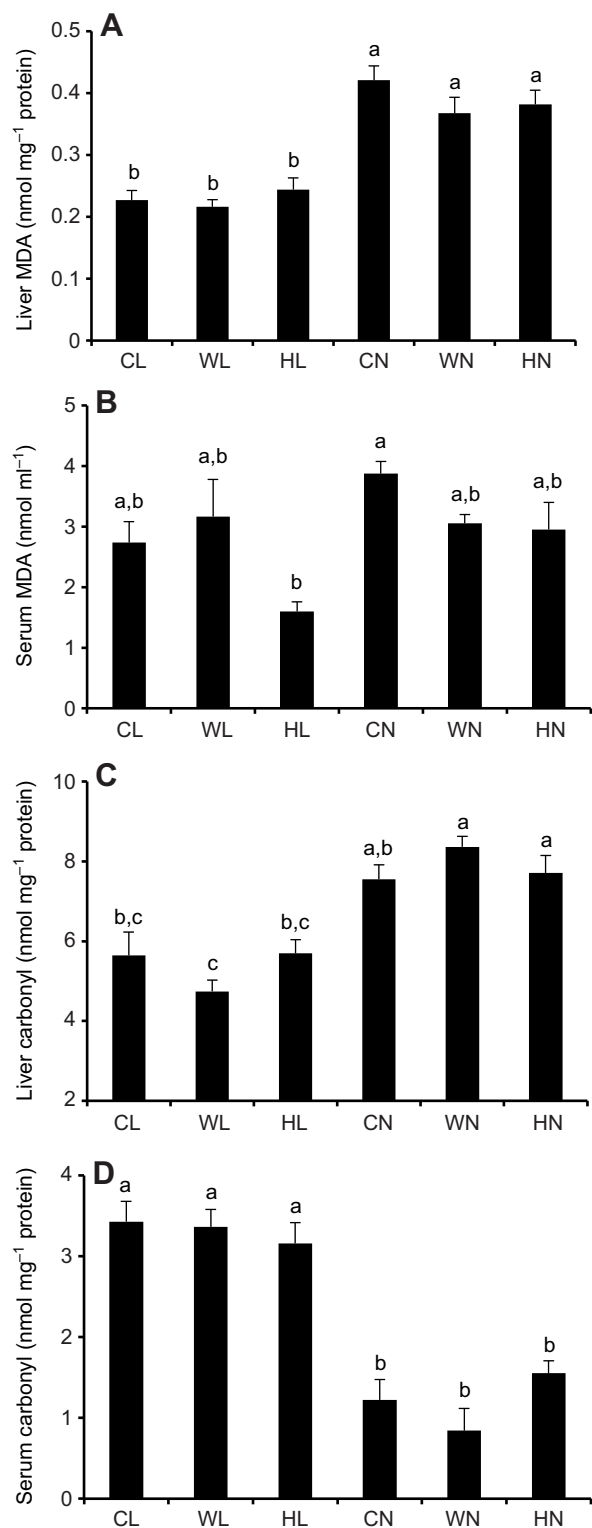 A
Liver MDA (nmol mg⁻¹ protein)
0.5
0.4
0.3
0.2
0.1
0
b
b
b
a
a
a
CL WL HL CN WN HN
B
Serum MDA (nmol ml⁻¹)
5
4
3
2
1
0
a,b
a,b
b
a
a,b
a,b
CL WL HL CN WN HN
C
Liver carbonyl (nmol mg⁻¹ protein)
10
8
6
4
2
b,c
c
b,c
a,b
a
a
CL WL HL CN WN HN
D
Serum carbonyl (nmol mg⁻¹ protein)
4
3
2
1
0
a
a
a
b
b
b
CL WL HL CN WN HN